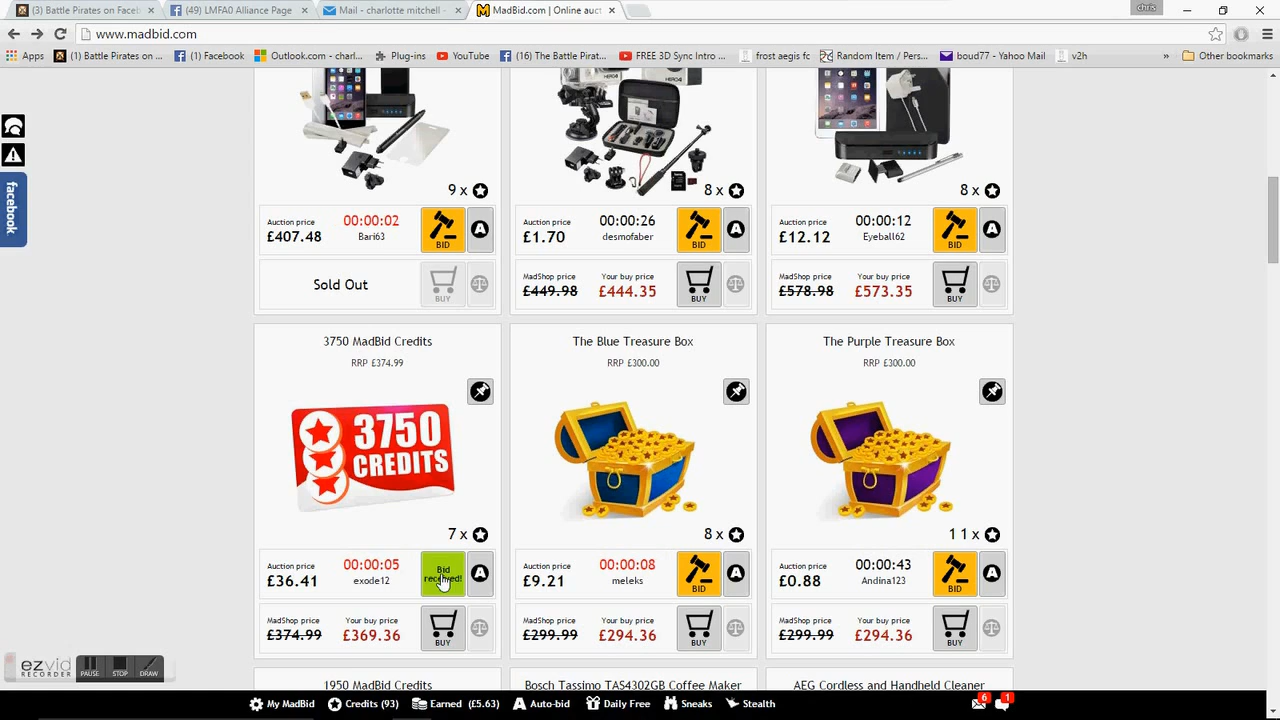 (3) Battle Pirates on Faceb
(49) LMFA0 Alliance Page
Mail - charlotte mitchell -
MadBid.com | Online auct
chris
www.madbid.com
Apps
(1) Battle Pirates on ...
(1) Facebook
Outlook.com - charl...
Plug-ins
YouTube
(16) The Battle Pirat...
FREE 3D Sync Intro ...
frost aegis fc
Random Item / Pers...
boud77 - Yahoo Mail
v2h
»
Other bookmarks
facebook
HERO4
HERO4
9 x
8 x
8 x
Auction price
£407.48
00:00:02
Bari63
BID
A
Auction price
£1.70
00:00:26
desmofaber
BID
A
Auction price
£12.12
00:00:12
Eyeball62
BID
A
Sold Out
BUY
MadShop price
£449.98
Your buy price
£444.35
BUY
MadShop price
£578.98
Your buy price
£573.35
BUY
3750 MadBid Credits
RRP £374.99
The Blue Treasure Box
RRP £300.00
The Purple Treasure Box
RRP £300.00
3750
CREDITS
7 x
8 x
11 x
Auction price
£36.41
00:00:05
exode12
Bid
received!
A
Auction price
£9.21
00:00:08
meleks
BID
A
Auction price
£0.88
00:00:43
Andina123
BID
A
MadShop price
£374.99
Your buy price
£369.36
BUY
MadShop price
£299.99
Your buy price
£294.36
BUY
MadShop price
£299.99
Your buy price
£294.36
BUY
1950 MadBid Credits
Bosch Tassimo TAS4302GB Coffee Maker
AEG Cordless and Handheld Cleaner
ezvid
RECORDER
PAUSE
STOP
DRAW
My MadBid
Credits (93)
Earned (£5.63)
Auto-bid
Daily Free
Sneaks
Stealth
6
1